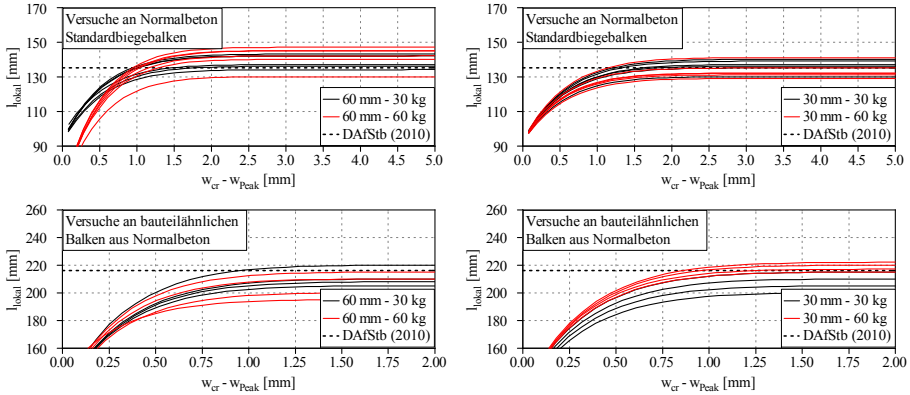 Versuche an Normalbeton
Standardbiegebalken
l_lokal [mm]
170
150
130
110
90
60 mm - 30 kg
60 mm - 60 kg
DAfStb (2010)
0.0 0.5 1.0 1.5 2.0 2.5 3.0 3.5 4.0 4.5 5.0
w_cr - w_Peak [mm]
Versuche an Normalbeton
Standardbiegebalken
l_lokal [mm]
170
150
130
110
90
30 mm - 30 kg
30 mm - 60 kg
DAfStb (2010)
0.0 0.5 1.0 1.5 2.0 2.5 3.0 3.5 4.0 4.5 5.0
w_cr - w_Peak [mm]
Versuche an bauteilähnlichen
Balken aus Normalbeton
l_lokal [mm]
260
240
220
200
180
160
60 mm - 30 kg
60 mm - 60 kg
DAfStb (2010)
0.00 0.25 0.50 0.75 1.00 1.25 1.50 1.75 2.00
w_cr - w_Peak [mm]
Versuche an bauteilähnlichen
Balken aus Normalbeton
l_lokal [mm]
260
240
220
200
180
160
30 mm - 30 kg
30 mm - 60 kg
DAfStb (2010)
0.00 0.25 0.50 0.75 1.00 1.25 1.50 1.75 2.00
w_cr - w_Peak [mm]